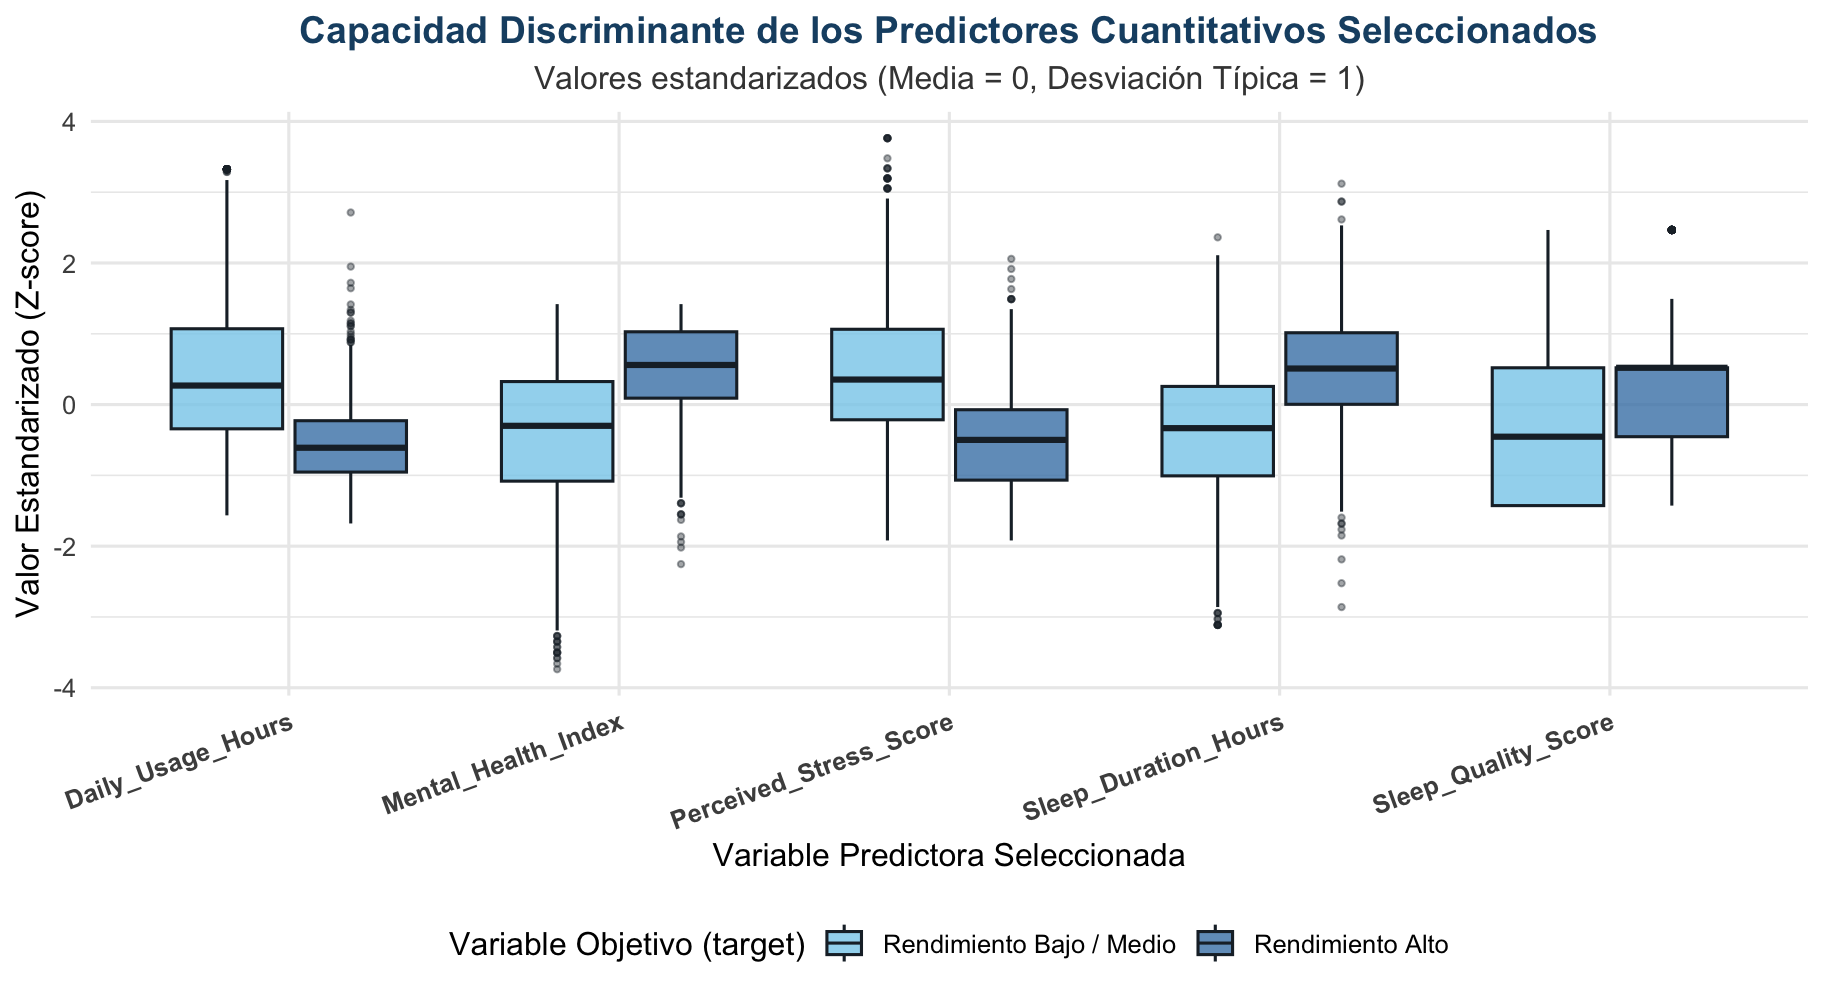 Capacidad Discriminante de los Predictores Cuantitativos Seleccionados
Valores estandarizados (Media = 0, Desviación Típica = 1)
Valor Estandarizado (Z-score)
4
2
0
-2
-4
Daily_Usage_Hours
Mental_Health_Index
Perceived_Stress_Score
Sleep_Duration_Hours
Sleep_Quality_Score
Variable Predictora Seleccionada
Variable Objetivo (target) Rendimiento Bajo / Medio Rendimiento Alto